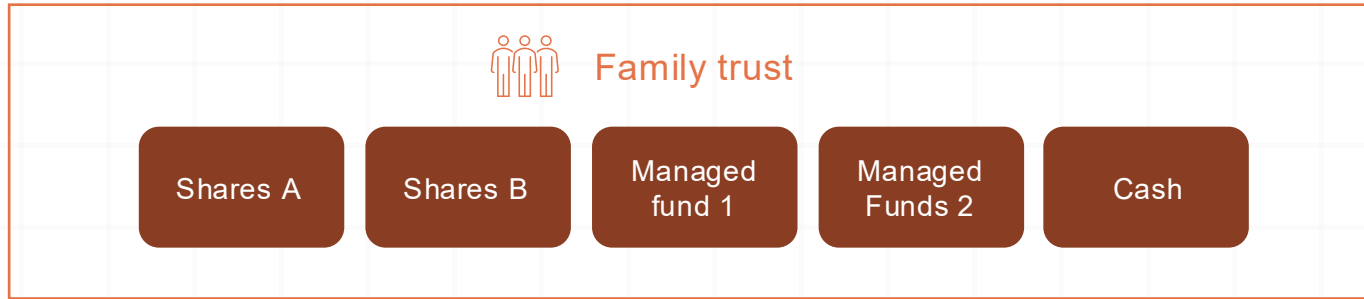 Family trust
Shares A
Shares B
Managed
fund 1
Managed
Funds 2
Cash